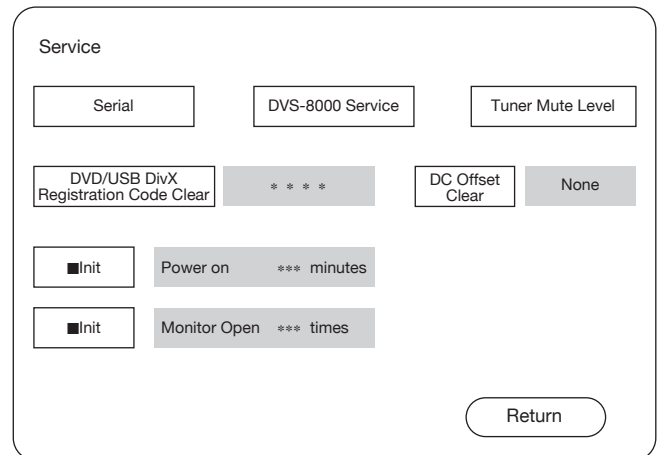 Service
Serial
DVS-8000 Service
Tuner Mute Level
DVD/USB DivX
Registration Code Clear
* * * *
DC Offset
Clear
None
■Init
Power on *** minutes
■Init
Monitor Open *** times
Return